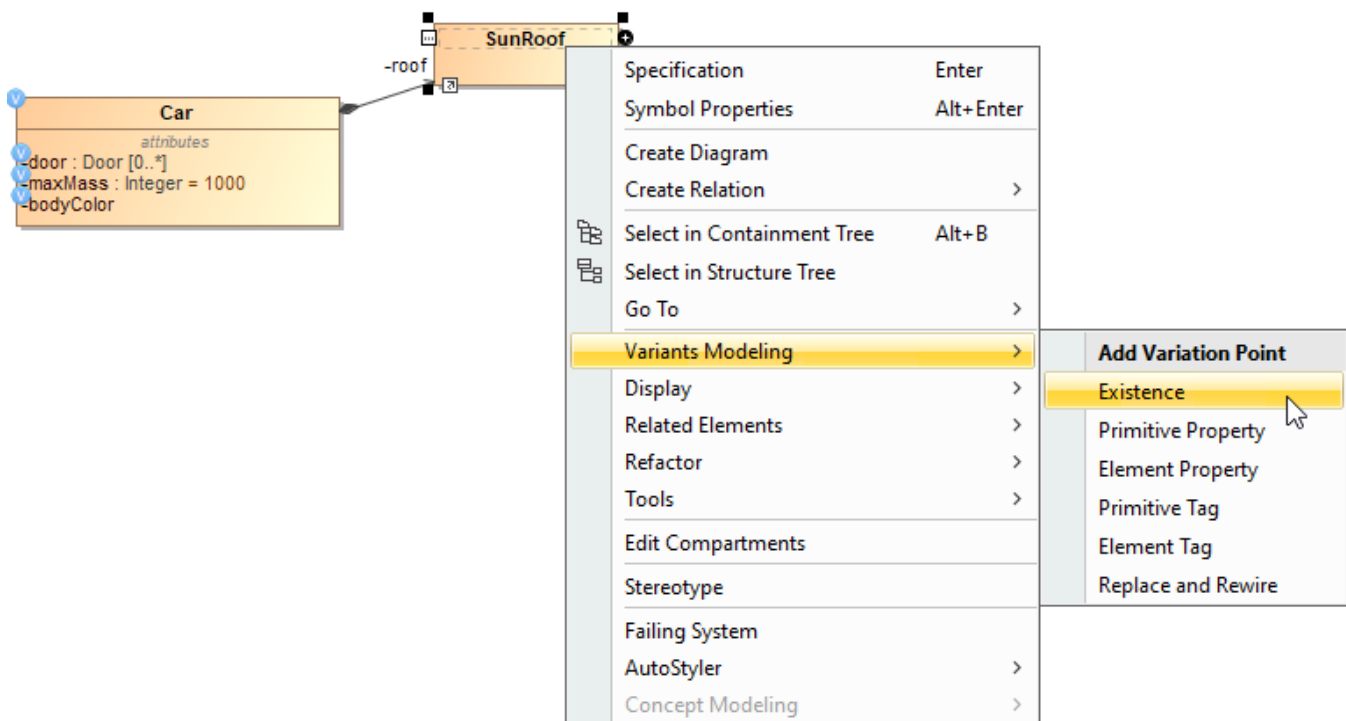 SunRoof
-roof
Car
attributes
-door : Door [0..*]
-maxMass : Integer = 1000
-bodyColor
V
V
V
V
Specification Enter
Symbol Properties Alt+Enter
Create Diagram
Create Relation
Select in Containment Tree Alt+B
Select in Structure Tree
Go To
Variants Modeling
Display
Related Elements
Refactor
Tools
Edit Compartments
Stereotype
Failing System
AutoStyler
Concept Modeling
Add Variation Point
Existence
Primitive Property
Element Property
Primitive Tag
Element Tag
Replace and Rewire